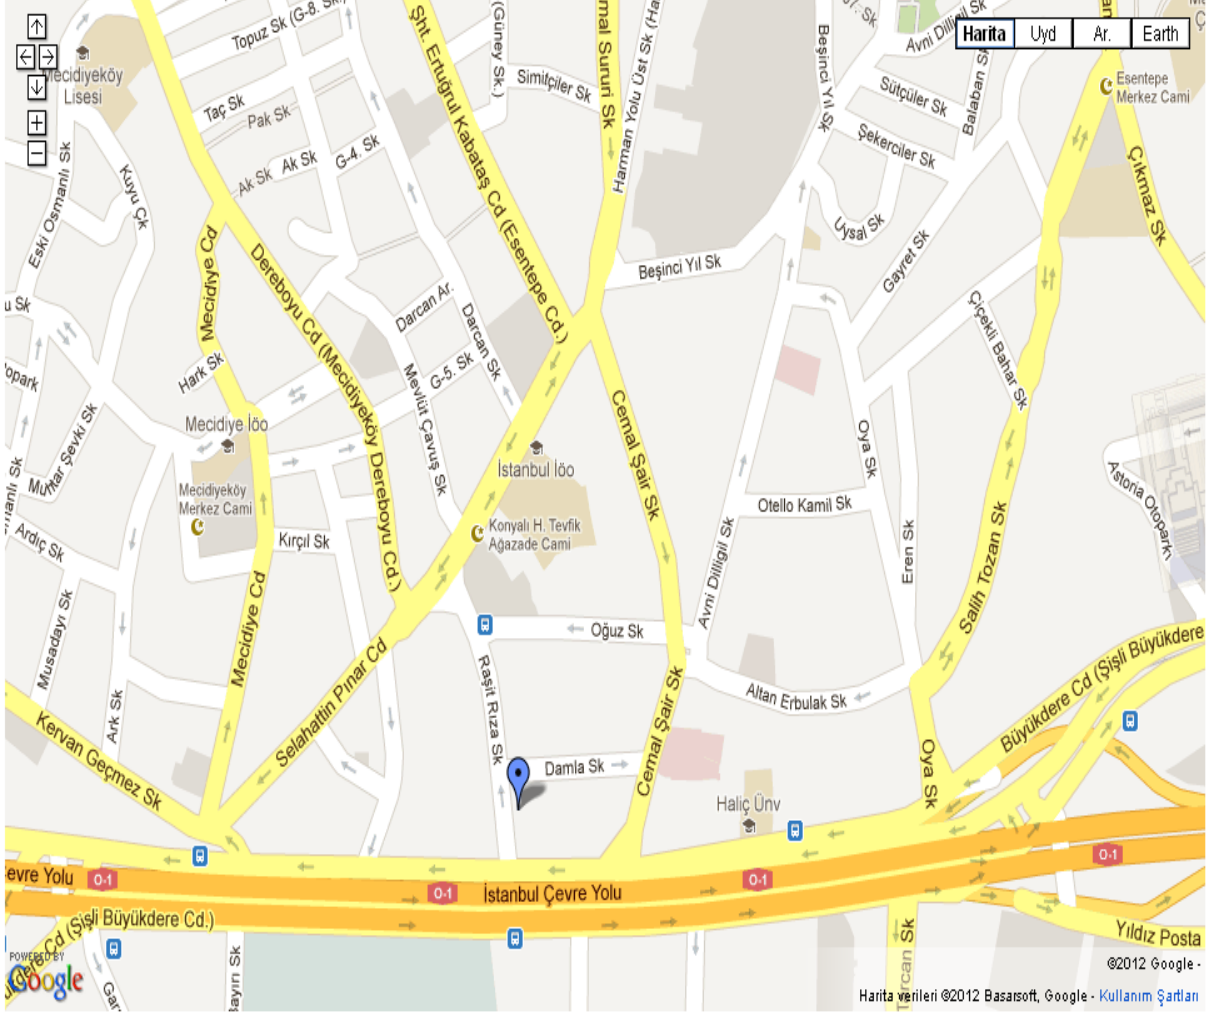 Harita
Uyd
Ar.
Earth
Topuz Sk (G-8. Sk)
(Güney Sk.)
Avni Dilligil Sk
Mecidiyeköy
Lisesi
Simitçiler Sk
Harman Yolu Üst Sk
Beşinci Yıl Sk
Sütçüler Sk
Balaban Sk
Esentepe
Merkez Cami
Taç Sk
Pak Sk
Şht. Ertuğrul Kabataş Cd (Esentepe Cd.)
Şekerciler Sk
Ak Sk
Ak Sk
G-4. Sk
Kuyu Çk
Eski Osmanlı Sk
Çıkmaz Sk
Uysal Sk
Gayret Sk
Mecidiye Cd
Dereboyu Cd (Mecidiyeköy Dereboyu Cd.)
Beşinci Yıl Sk
Darcan Ar.
Darcan Sk
Çiçekli Bahar Sk
Hark Sk
G-5. Sk
Mevlüt Çavuş Sk
Cemal Şair Sk
Mecidiye İöo
Muhtar Şevki Sk
İstanbul İöo
Oya Sk
Astoria Otopark
Mecidiyeköy
Merkez Cami
Otello Kamil Sk
Konyalı H. Tevfik
Ağazade Cami
Ardıç Sk
Kırçıl Sk
Eren Sk
Salih Tozan Sk
Avni Dilligil Sk
Musadayı Sk
Mecidiye Cd
Oğuz Sk
Selahattin Pınar Cd
Raşit Rıza Sk
Altan Erbulak Sk
Büyükdere Cd (Şişli Büyükdere
Ark Sk
Kervan Geçmez Sk
Cemal Şair Sk
Damla Sk
Oya Sk
Haliç Ünv
Çevre Yolu
O-1
O-1
İstanbul Çevre Yolu
O-1
O-1
Cd (Şişli Büyükdere Cd.)
Bayırı Sk
Yıldız Posta
POWERED BY
Google
©2012 Google -
Harita verileri ©2012 Basarsoft, Google - Kullanım Şartları